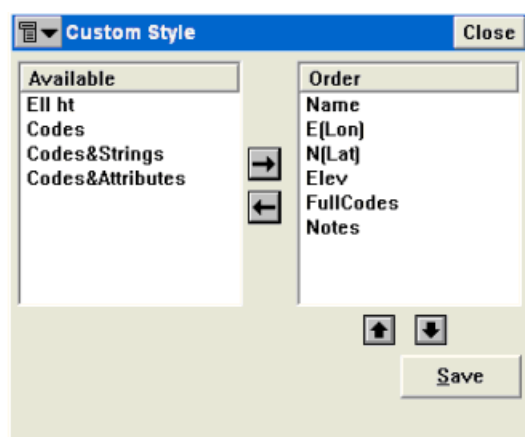 Custom Style Close
Available
Ell ht
Codes
Codes&Strings
Codes&Attributes
Order
Name
E(Lon)
N(Lat)
Elev
FullCodes
Notes
Save